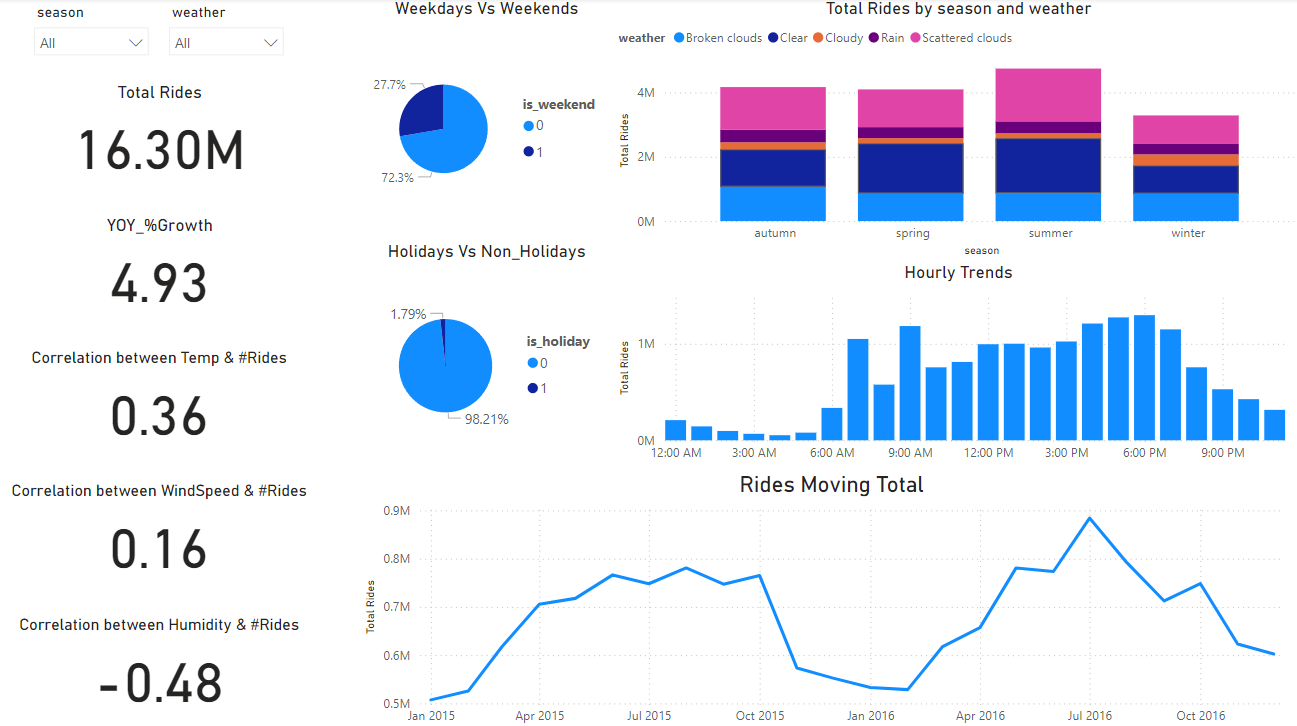 season
weather
All
All
Total Rides
16.30M
YOY_%Growth
4.93
Correlation between Temp & #Rides
0.36
Correlation between WindSpeed & #Rides
0.16
Correlation between Humidity & #Rides
-0.48
Weekdays Vs Weekends
27.7%
72.3%
is_weekend
0
1
Holidays Vs Non_Holidays
1.79%
98.21%
is_holiday
0
1
Total Rides by season and weather
weather Broken clouds Clear Cloudy Rain Scattered clouds
Total Rides
4M
2M
0M
autumn spring summer winter
season
Hourly Trends
Total Rides
1M
0M
12:00 AM 3:00 AM 6:00 AM 9:00 AM 12:00 PM 3:00 PM 6:00 PM 9:00 PM
Rides Moving Total
Total Rides
0.9M
0.8M
0.7M
0.6M
0.5M
Jan 2015 Apr 2015 Jul 2015 Oct 2015 Jan 2016 Apr 2016 Jul 2016 Oct 2016